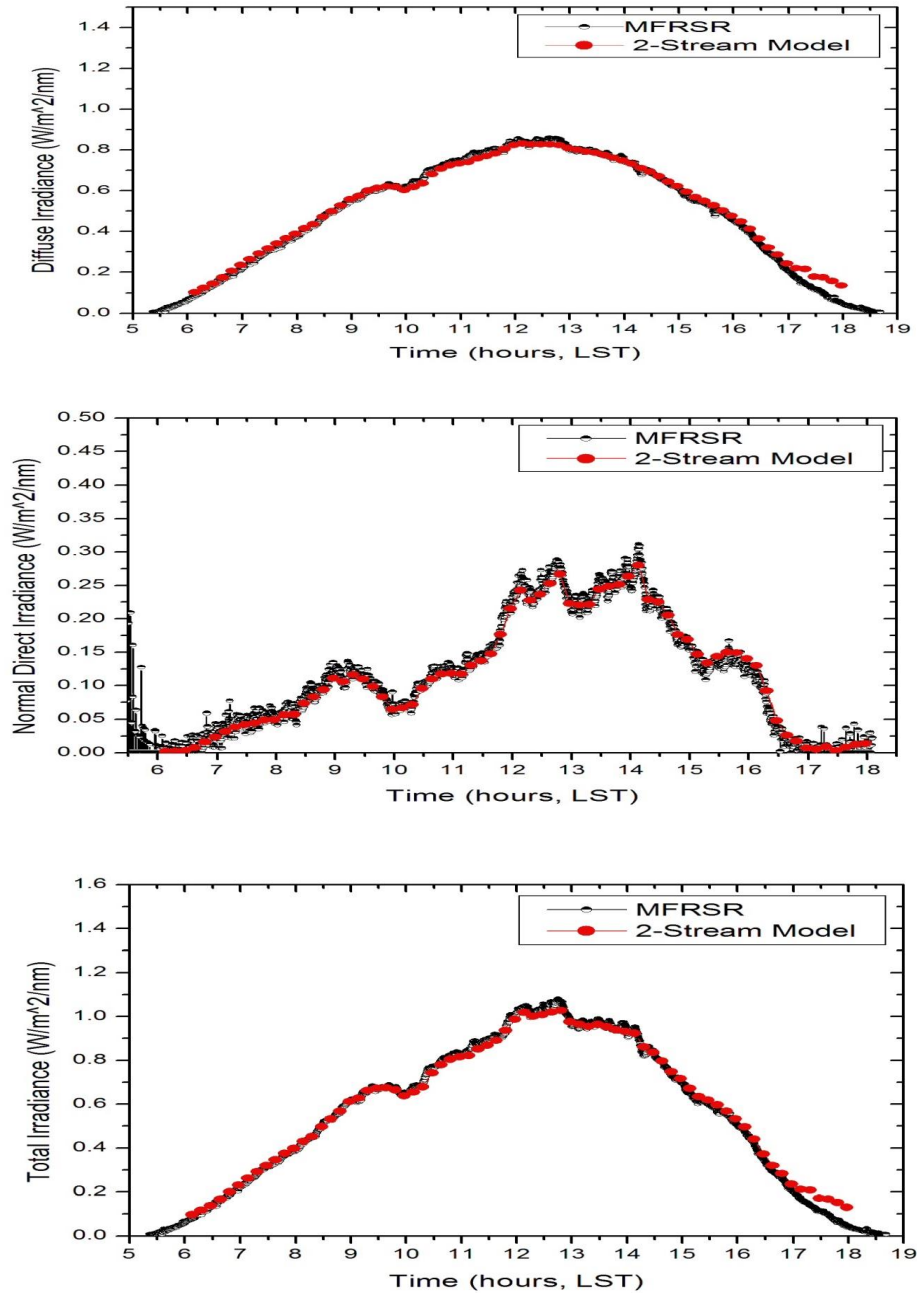 Diffuse Irradiance (W/m^2/nm)
1.4
1.2
1.0
0.8
0.6
0.4
0.2
0.0
MFRSR
2-Stream Model
5 6 7 8 9 10 11 12 13 14 15 16 17 18 19
Time (hours, LST)
Normal Direct Irradiance (W/m^2/nm)
0.50
0.45
0.40
0.35
0.30
0.25
0.20
0.15
0.10
0.05
0.00
MFRSR
2-Stream Model
6 7 8 9 10 11 12 13 14 15 16 17 18
Time (hours, LST)
Total Irradiance (W/m^2/nm)
1.6
1.4
1.2
1.0
0.8
0.6
0.4
0.2
0.0
MFRSR
2-Stream Model
5 6 7 8 9 10 11 12 13 14 15 16 17 18 19
Time (hours, LST)